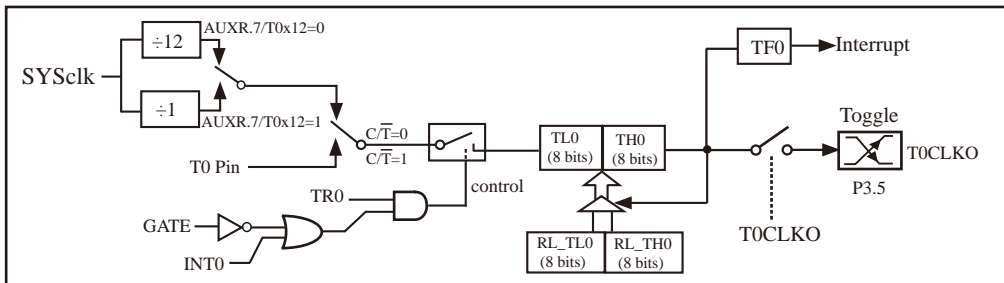 AUXR.7/T0x12=0
÷12
SYSclk
÷1
AUXR.7/T0x12=1
T0 Pin
C/T̅=0
C/T̅=1
TR0
GATE
INT0
control
TL0
(8 bits)
TH0
(8 bits)
RL_TL0
(8 bits)
RL_TH0
(8 bits)
TF0
Interrupt
Toggle
T0CLKO
P3.5
T0CLKO